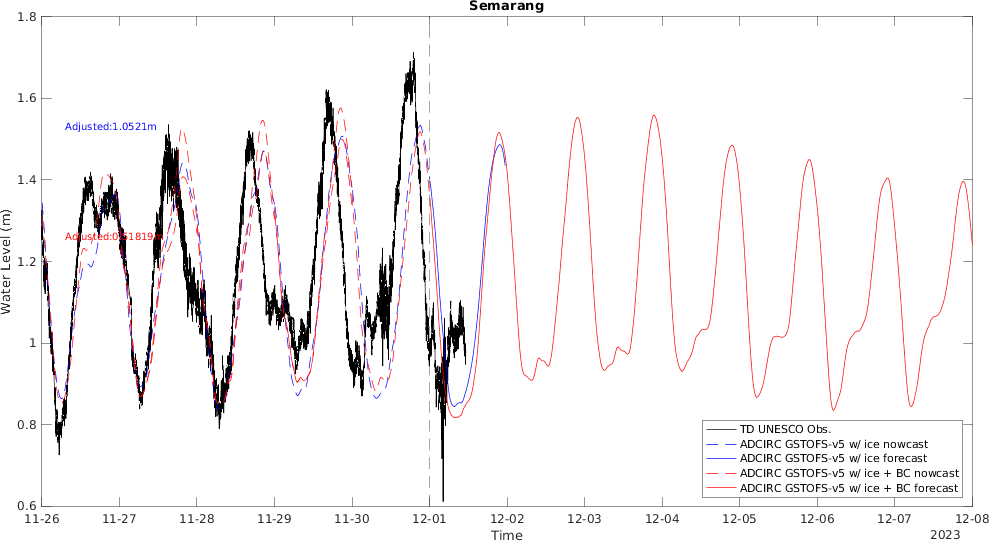 Semarang
1.8
1.6
1.4
1.2
1
0.8
0.6
Water Level (m)
Adjusted:1.0521m
11-26 11-27 11-28 11-29 11-30 12-01 12-02 12-03 12-04 12-05 12-06 12-07 12-08
Time
2023
TD UNESCO Obs.
ADCIRC GSTOFS-v5 w/ ice nowcast
ADCIRC GSTOFS-v5 w/ ice forecast
ADCIRC GSTOFS-v5 w/ ice + BC nowcast
ADCIRC GSTOFS-v5 w/ ice + BC forecast